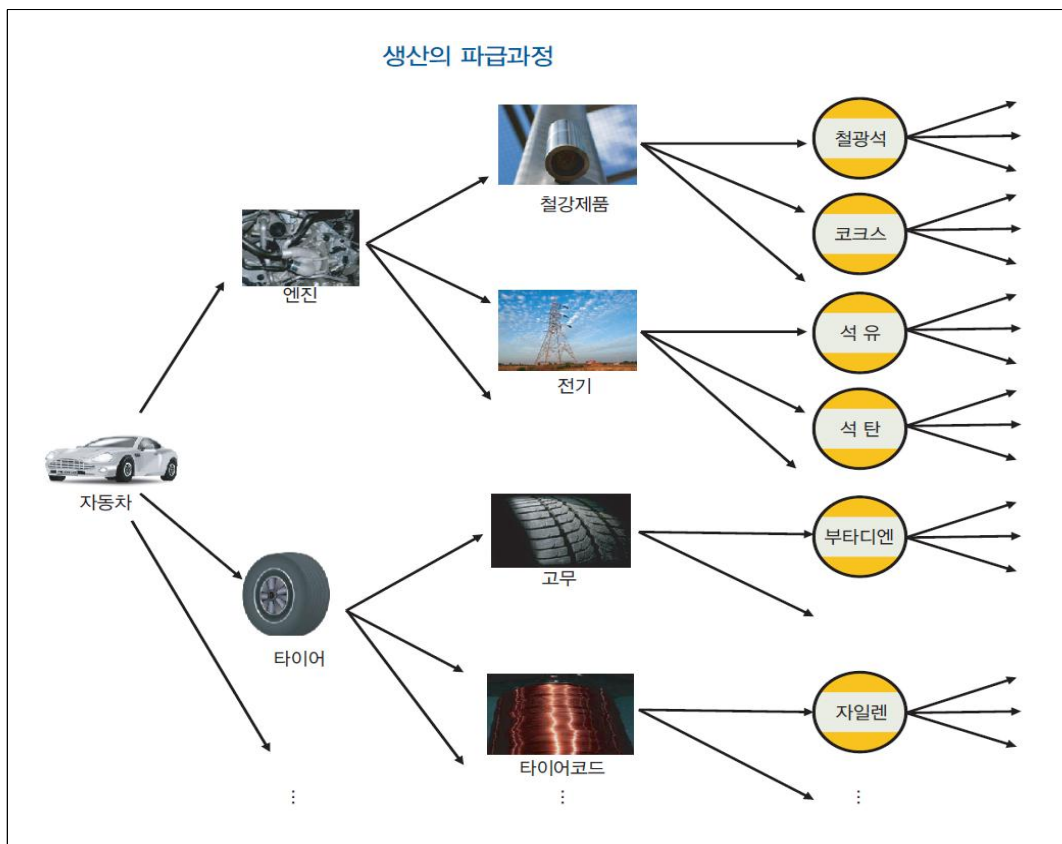 생산의 파급과정
철광석
철강제품
코크스
엔진
석 유
전기
석 탄
자동차
부타디엔
고무
타이어
자일렌
타이어코드
⋮
⋮
⋮